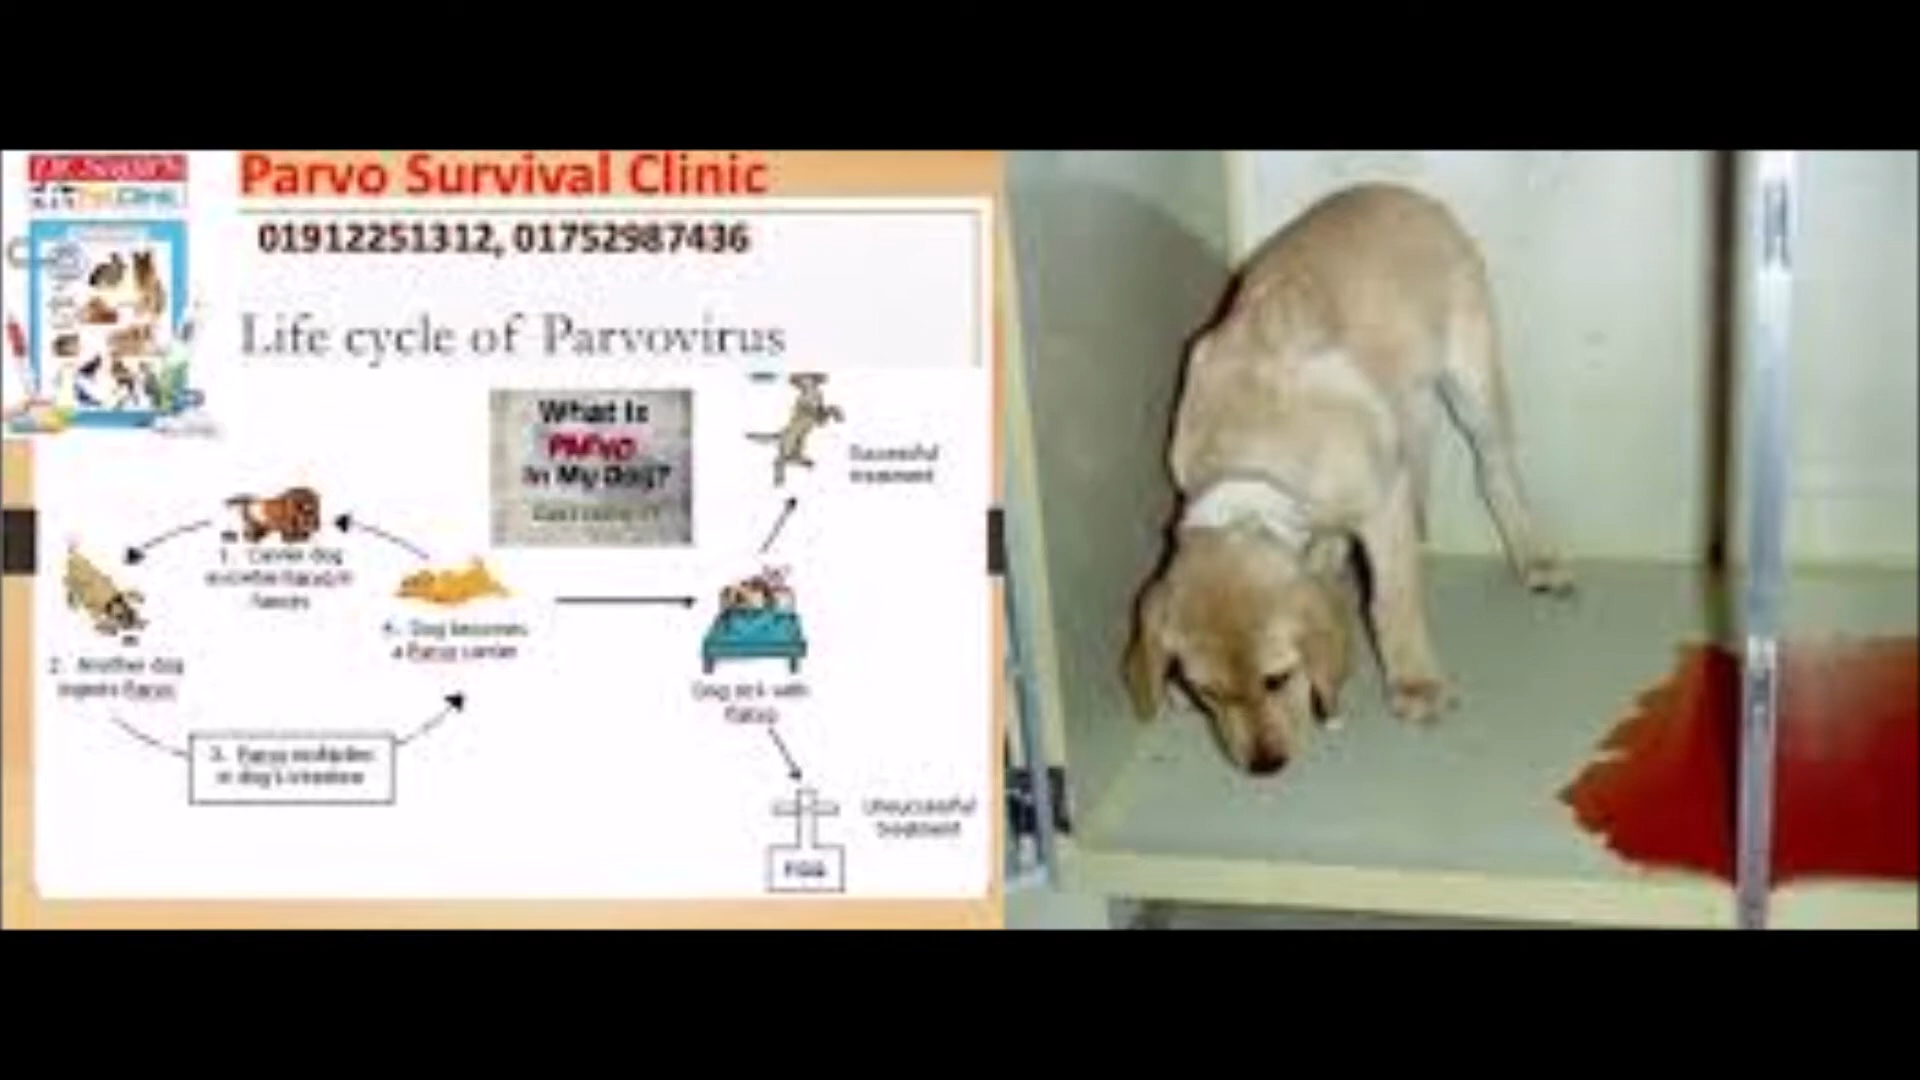 Parvo Survival Clinic
01912251312, 01752987436
Life cycle of Parvovirus
What Is
PARVO
In My Dog?
Successful
treatment
1. Carrier dog
excretes Parvo in
faeces
2. Another dog
ingests Parvo
4. Dog becomes
a Parvo carrier
Dog sick with
Parvo
3. Parvo multiplies
in dog's intestine
Unsuccessful
treatment